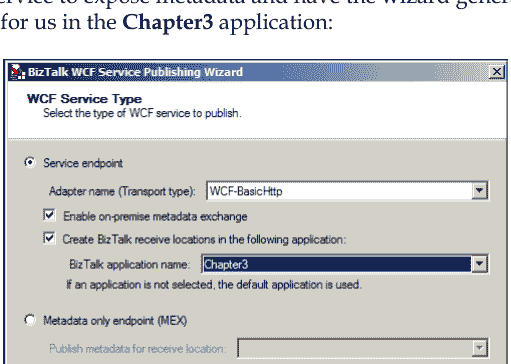 service to expose metadata and have the wizard gener
for us in the Chapter3 application:
BizTalk WCF Service Publishing Wizard
WCF Service Type
Select the type of WCF service to publish.
Service endpoint
Adapter name (Transport type): WCF-BasicHttp
Enable on-premise metadata exchange
Create BizTalk receive locations in the following application:
BizTalk application name: Chapter3
If an application is not selected, the default application is used.
Metadata only endpoint (MEX)
Publish metadata for receive location: